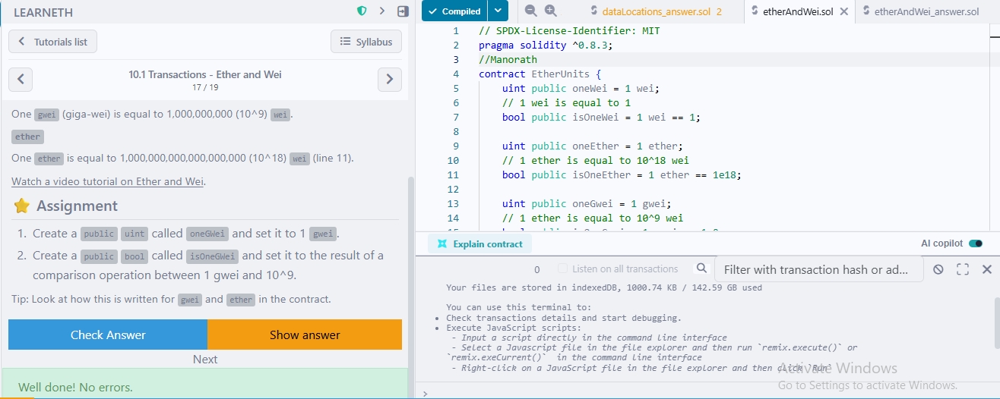 LEARNETH
Tutorials list
Syllabus
10.1 Transactions - Ether and Wei
17 / 19
One gwei (giga-wei) is equal to 1,000,000,000 (10^9) wei.
ether
One ether is equal to 1,000,000,000,000,000,000 (10^18) wei (line 11).
Watch a video tutorial on Ether and Wei.
⭐ Assignment
1. Create a public uint called oneGWei and set it to 1 gwei.
2. Create a public bool called isOneGWei and set it to the result of a
comparison operation between 1 gwei and 10^9.
Tip: Look at how this is written for gwei and ether in the contract.
Check Answer
Show answer
Next
Well done! No errors.
Compiled
dataLocations_answer.sol 2
etherAndWei.sol
etherAndWei_answer.sol
1 // SPDX-License-Identifier: MIT
2 pragma solidity ^0.8.3;
3 //Manorath
4 contract EtherUnits {
5 uint public oneWei = 1 wei;
6 // 1 wei is equal to 1
7 bool public isOneWei = 1 wei == 1;
8
9 uint public oneEther = 1 ether;
10 // 1 ether is equal to 10^18 wei
11 bool public isOneEther = 1 ether == 1e18;
12
13 uint public oneGwei = 1 gwei;
14 // 1 ether is equal to 10^9 wei
Explain contract
AI copilot
0
Listen on all transactions
Filter with transaction hash or ad...
Your files are stored in indexedDB, 1000.74 KB / 142.59 GB used
You can use this terminal to:
• Check transactions details and start debugging.
• Execute JavaScript scripts:
- Input a script directly in the command line interface
- Select a Javascript file in the file explorer and then run `remix.execute()` or
`remix.exeCurrent()` in the command line interface
- Right-click on a JavaScript file in the file explorer and then click `Run`
>
Activate Windows
Go to Settings to activate Windows.